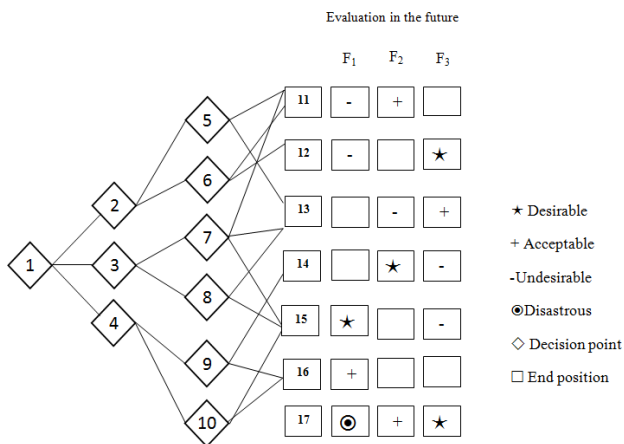 Evaluation in the future
F1 F2 F3
11 - +
5
12 - ★
6
2
13 - +
★ Desirable
7
+ Acceptable
1 3
14 ★ -
-Undesirable
8
◉Disastrous
4
15 ★ -
◇ Decision point
9
16 +
□ End position
10
17 ◉ + ★